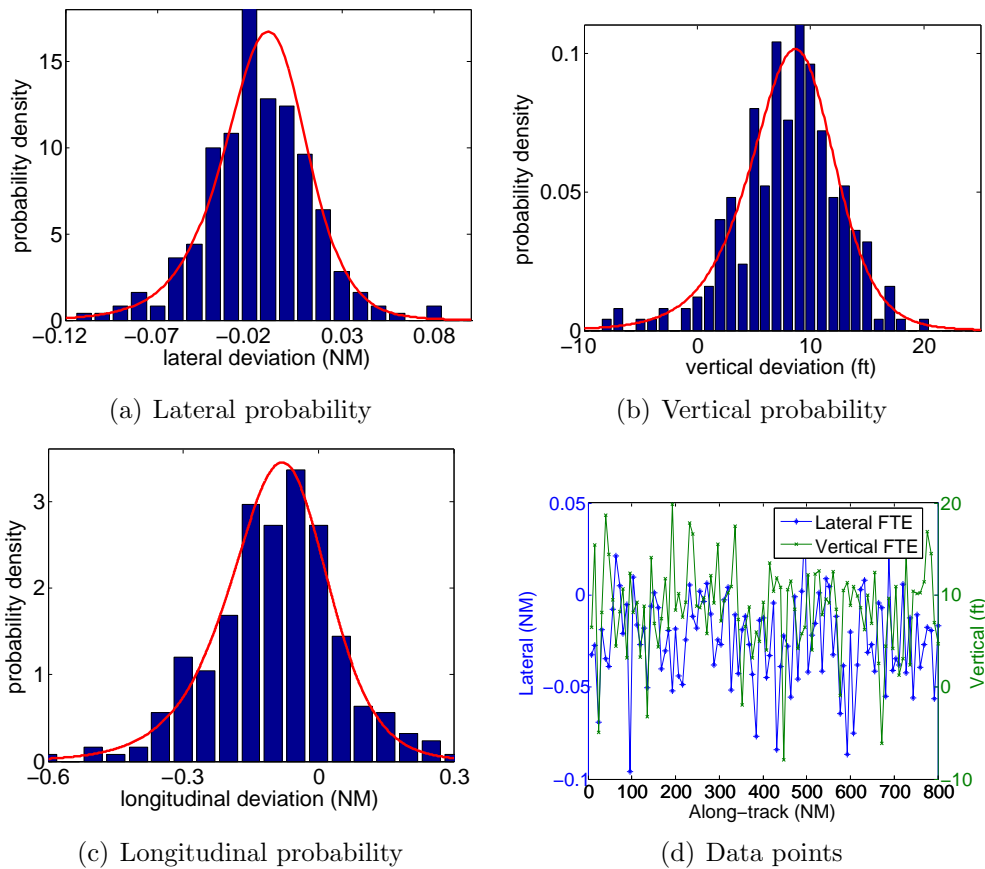 15
10
5
0
−0.12
−0.07
−0.02
0.03
0.08
probability density
lateral deviation (NM)
(a) Lateral probability
0.1
0.05
0
−10
0
10
20
probability density
vertical deviation (ft)
(b) Vertical probability
3
2
1
0
−0.6
−0.3
0
0.3
probability density
longitudinal deviation (NM)
(c) Longitudinal probability
0.05
0
−0.05
−0.1
Lateral (NM)
Lateral FTE
Vertical FTE
20
10
0
−10
Vertical (ft)
0
100
200
300
400
500
600
700
800
Along−track (NM)
(d) Data points